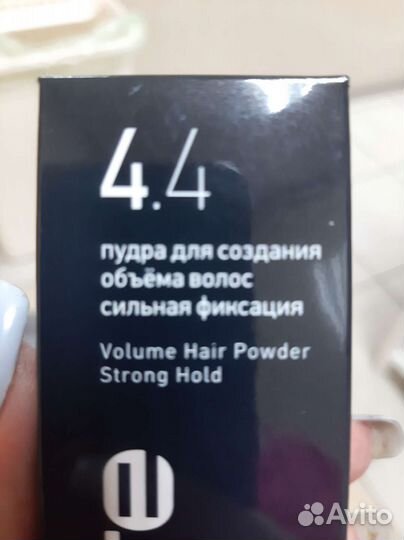 4.4
пудра для создания
объёма волос
сильная фиксация
Volume Hair Powder
Strong Hold
Avito